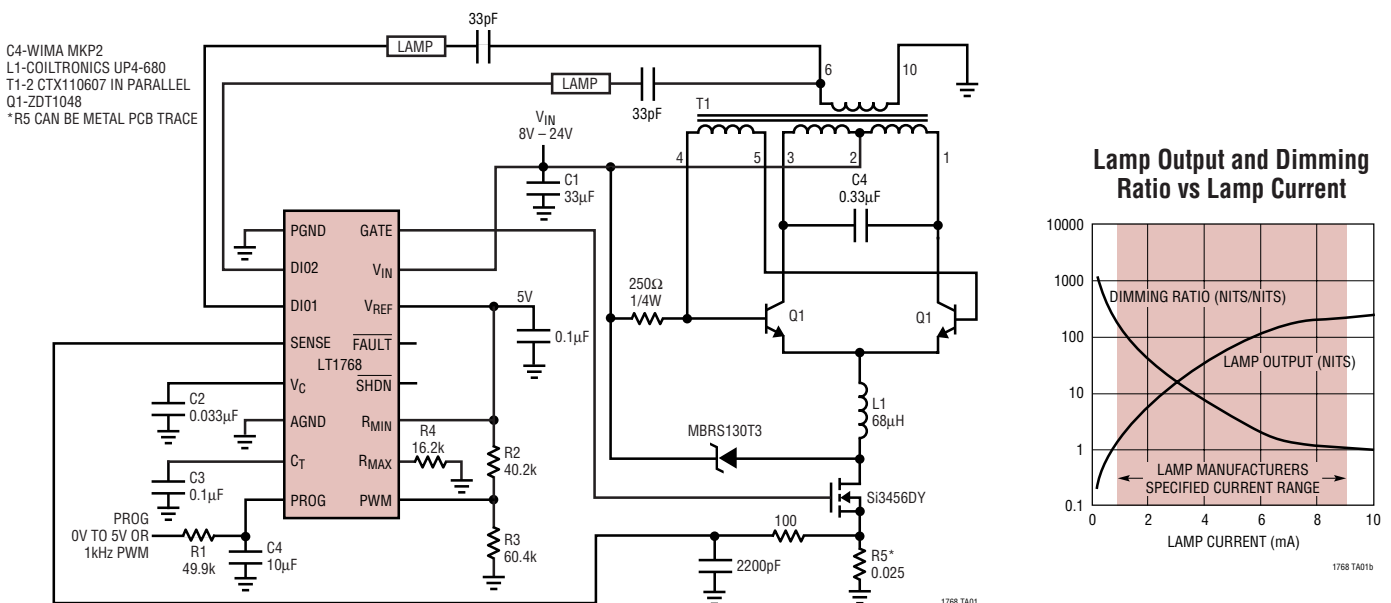 C4-WIMA MKP2
L1-COILTRONICS UP4-680
T1-2 CTX110607 IN PARALLEL
Q1-ZDT1048
*R5 CAN BE METAL PCB TRACE
33pF
LAMP
LAMP
33pF
6
10
T1
VIN
8V – 24V
4
5
3
2
1
C1
33µF
C4
0.33µF
PGND
GATE
DI02
VIN
DI01
VREF
5V
0.1µF
SENSE
FAULT
LT1768
VC
SHDN
C2
0.033µF
AGND
RMIN
R4
16.2k
R2
40.2k
CT
RMAX
C3
0.1µF
PROG
PWM
PROG
0V TO 5V OR
1kHz PWM
R1
49.9k
C4
10µF
R3
60.4k
250Ω
1/4W
Q1
Q1
L1
68µH
MBRS130T3
Si3456DY
100
2200pF
R5*
0.025
1768 TA01
Lamp Output and Dimming
Ratio vs Lamp Current
10000
1000
100
10
1
0.1
DIMMING RATIO (NITS/NITS)
LAMP OUTPUT (NITS)
LAMP MANUFACTURERS
SPECIFIED CURRENT RANGE
0 2 4 6 8 10
LAMP CURRENT (mA)
1768 TA01b